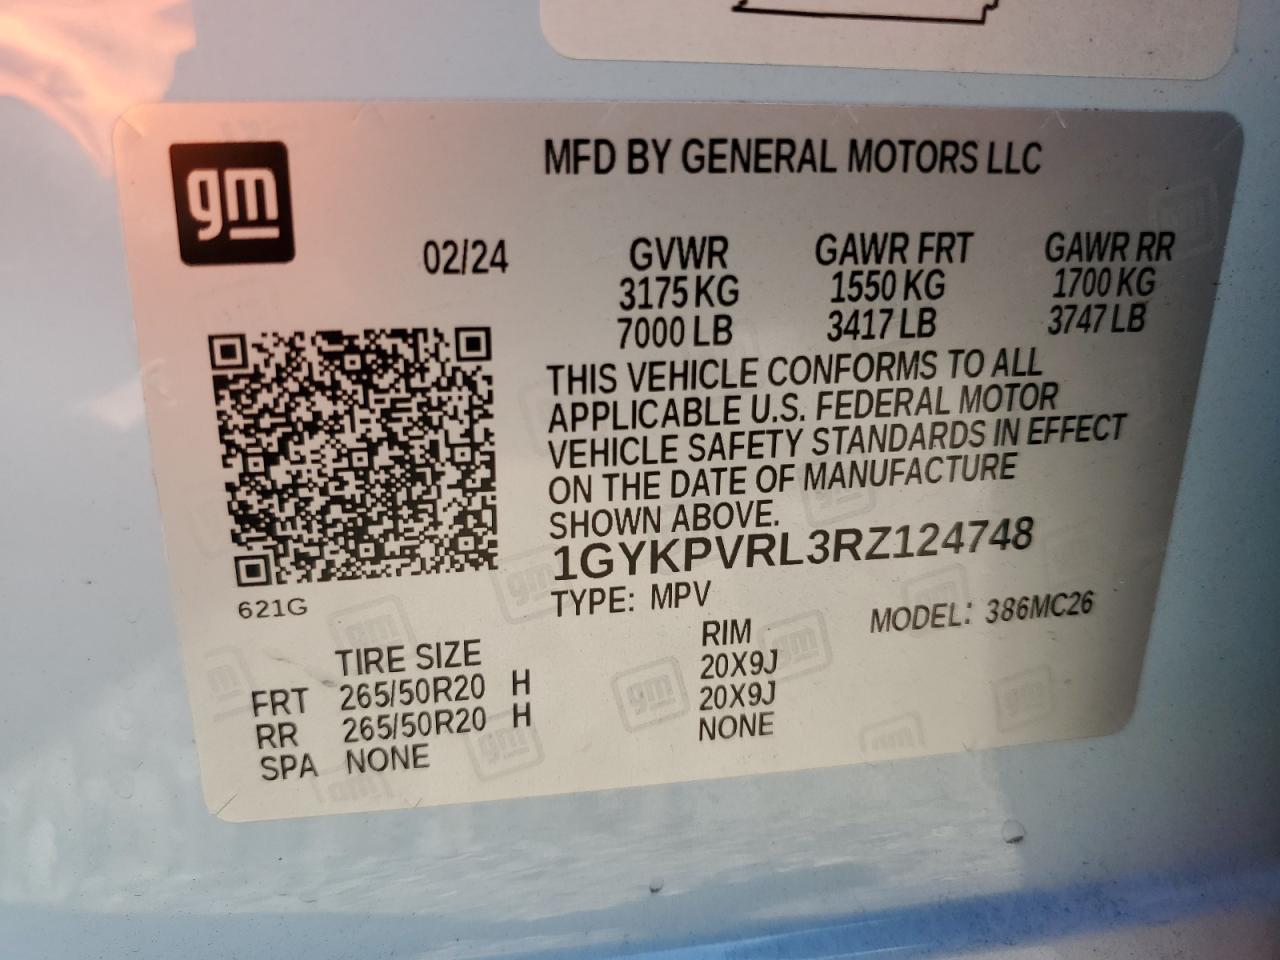 gm
MFD BY GENERAL MOTORS LLC
02/24
GVWR GAWR FRT GAWR RR
3175 KG 1550 KG 1700 KG
7000 LB 3417 LB 3747 LB
THIS VEHICLE CONFORMS TO ALL
APPLICABLE U.S. FEDERAL MOTOR
VEHICLE SAFETY STANDARDS IN EFFECT
ON THE DATE OF MANUFACTURE
SHOWN ABOVE.
1GYKPVRL3RZ124748
621G
TYPE: MPV MODEL: 386MC26
TIRE SIZE RIM
FRT 265/50R20 H 20X9J
RR 265/50R20 H 20X9J
SPA NONE NONE